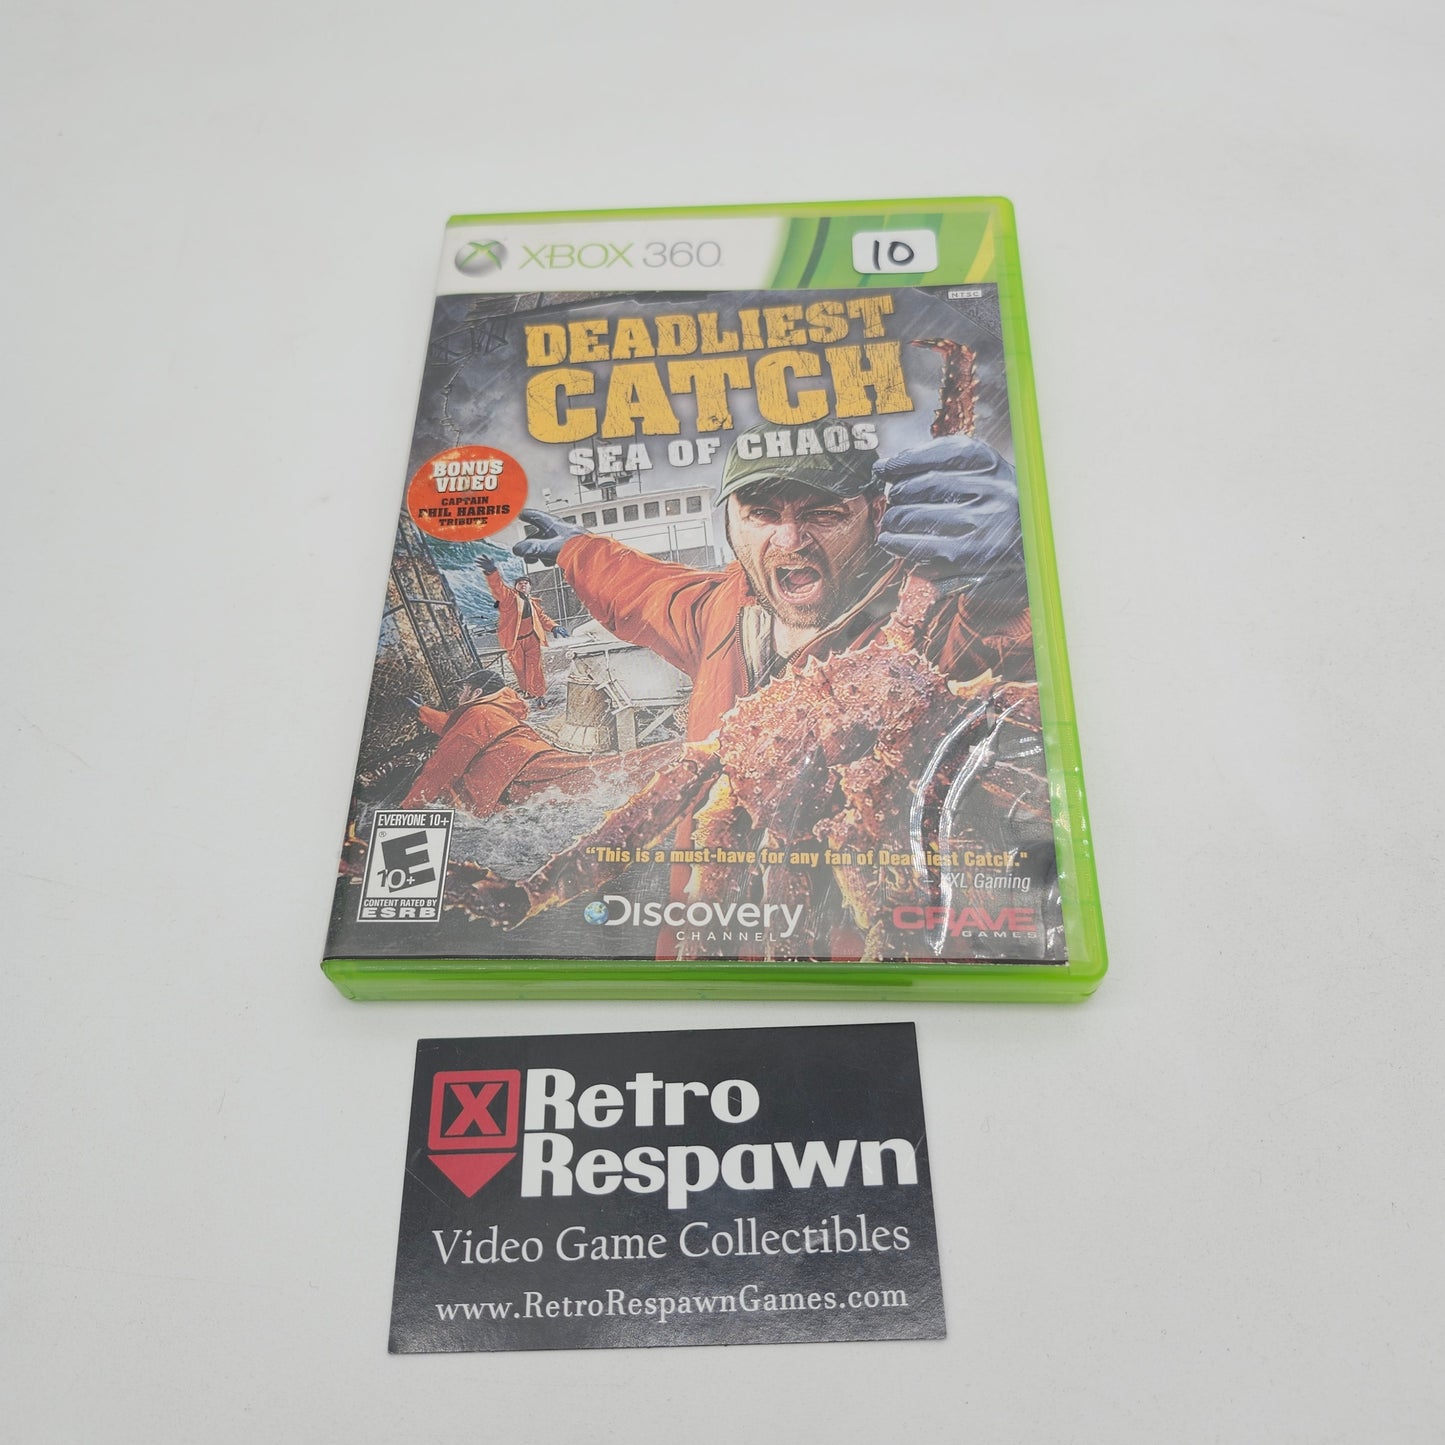 XBOX 360
10
NTSC
DEADLIEST
CATCH
SEA OF CHAOS
BONUS
VIDEO
CAPTAIN
PHIL HARRIS
TRIBUTE
EVERYONE 10+
E
10+
®
CONTENT RATED BY
ESRB
"This is a must-have for any fan of Deadliest Catch."
Gaming
Discovery
CHANNEL
CRAVE
GAMES
X Retro
Respawn
Video Game Collectibles
www.RetroRespawnGames.com